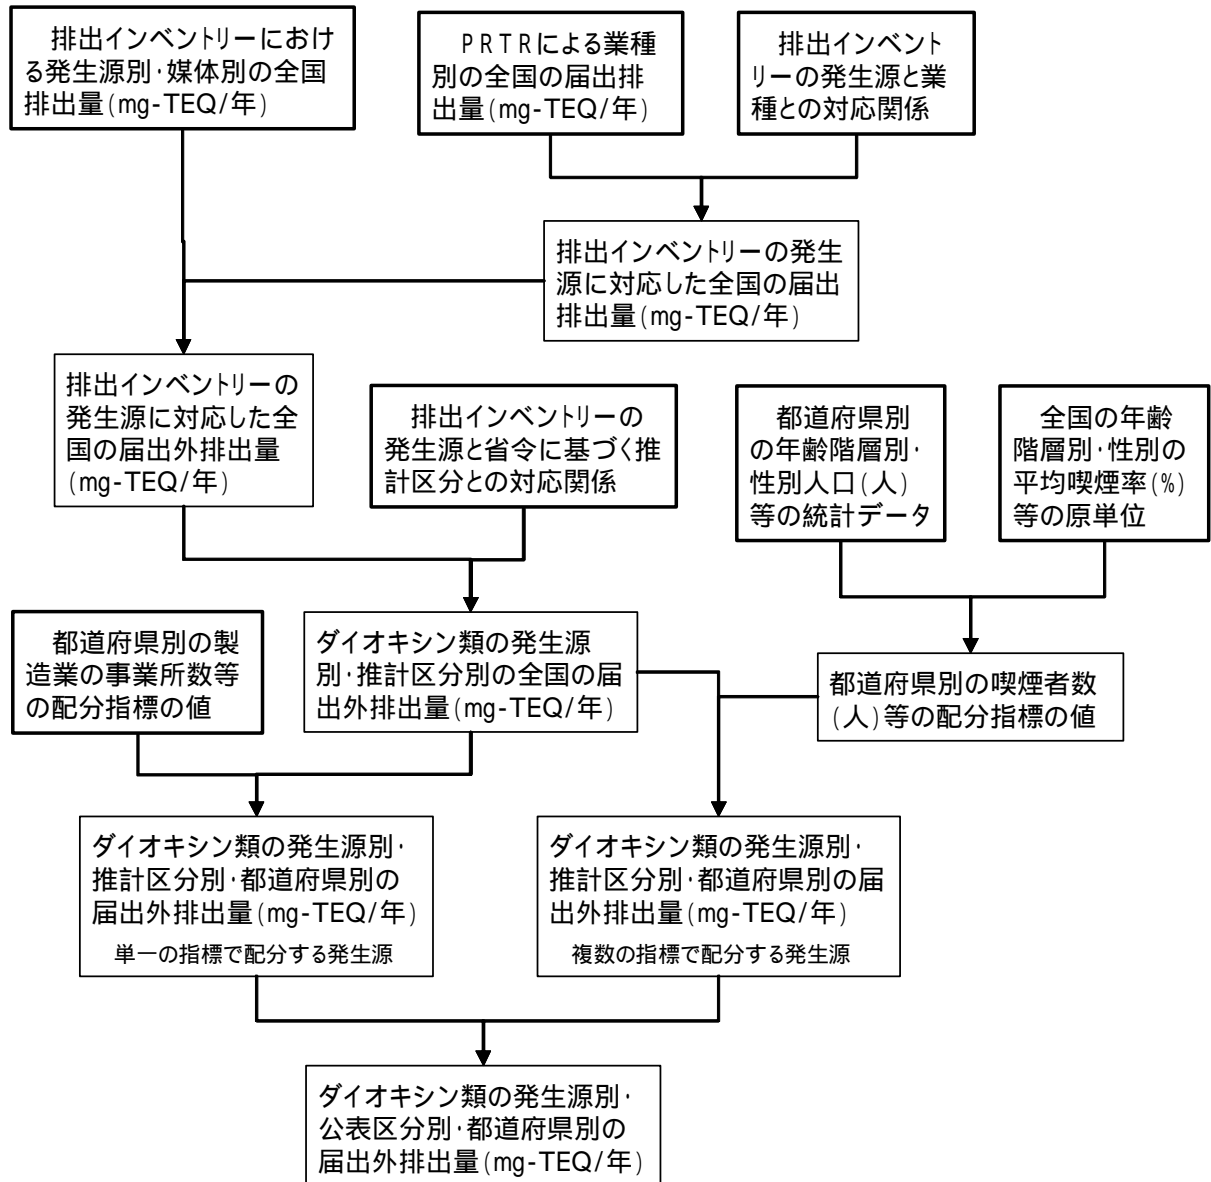 排出インベントリーにおけ
る発生源別・媒体別の全国
排出量(mg-TEQ/年)
ＰＲＴＲによる業種
別の全国の届出排
出量(mg-TEQ/年)
排出インベント
リーの発生源と業
種との対応関係
排出インベントリーの発生
源に対応した全国の届出
排出量(mg-TEQ/年)
排出インベントリーの
発生源に対応した全
国の届出外排出量
(mg-TEQ/年)
排出インベントリーの
発生源と省令に基づく推
計区分との対応関係
都道府県別
の年齢階層別・
性別人口(人)
等の統計データ
全国の年齢
階層別・性別の
平均喫煙率(%)
等の原単位
都道府県別の製
造業の事業所数等
の配分指標の値
ダイオキシン類の発生源
別・推計区分別の全国の届
出外排出量(mg-TEQ/年)
都道府県別の喫煙者数
(人)等の配分指標の値
ダイオキシン類の発生源別・
推計区分別・都道府県別の
届出外排出量(mg-TEQ/年)
単一の指標で配分する発生源
ダイオキシン類の発生源別・
推計区分別・都道府県別の届
出外排出量(mg-TEQ/年)
複数の指標で配分する発生源
ダイオキシン類の発生源別・
公表区分別・都道府県別の
届出外排出量(mg-TEQ/年)